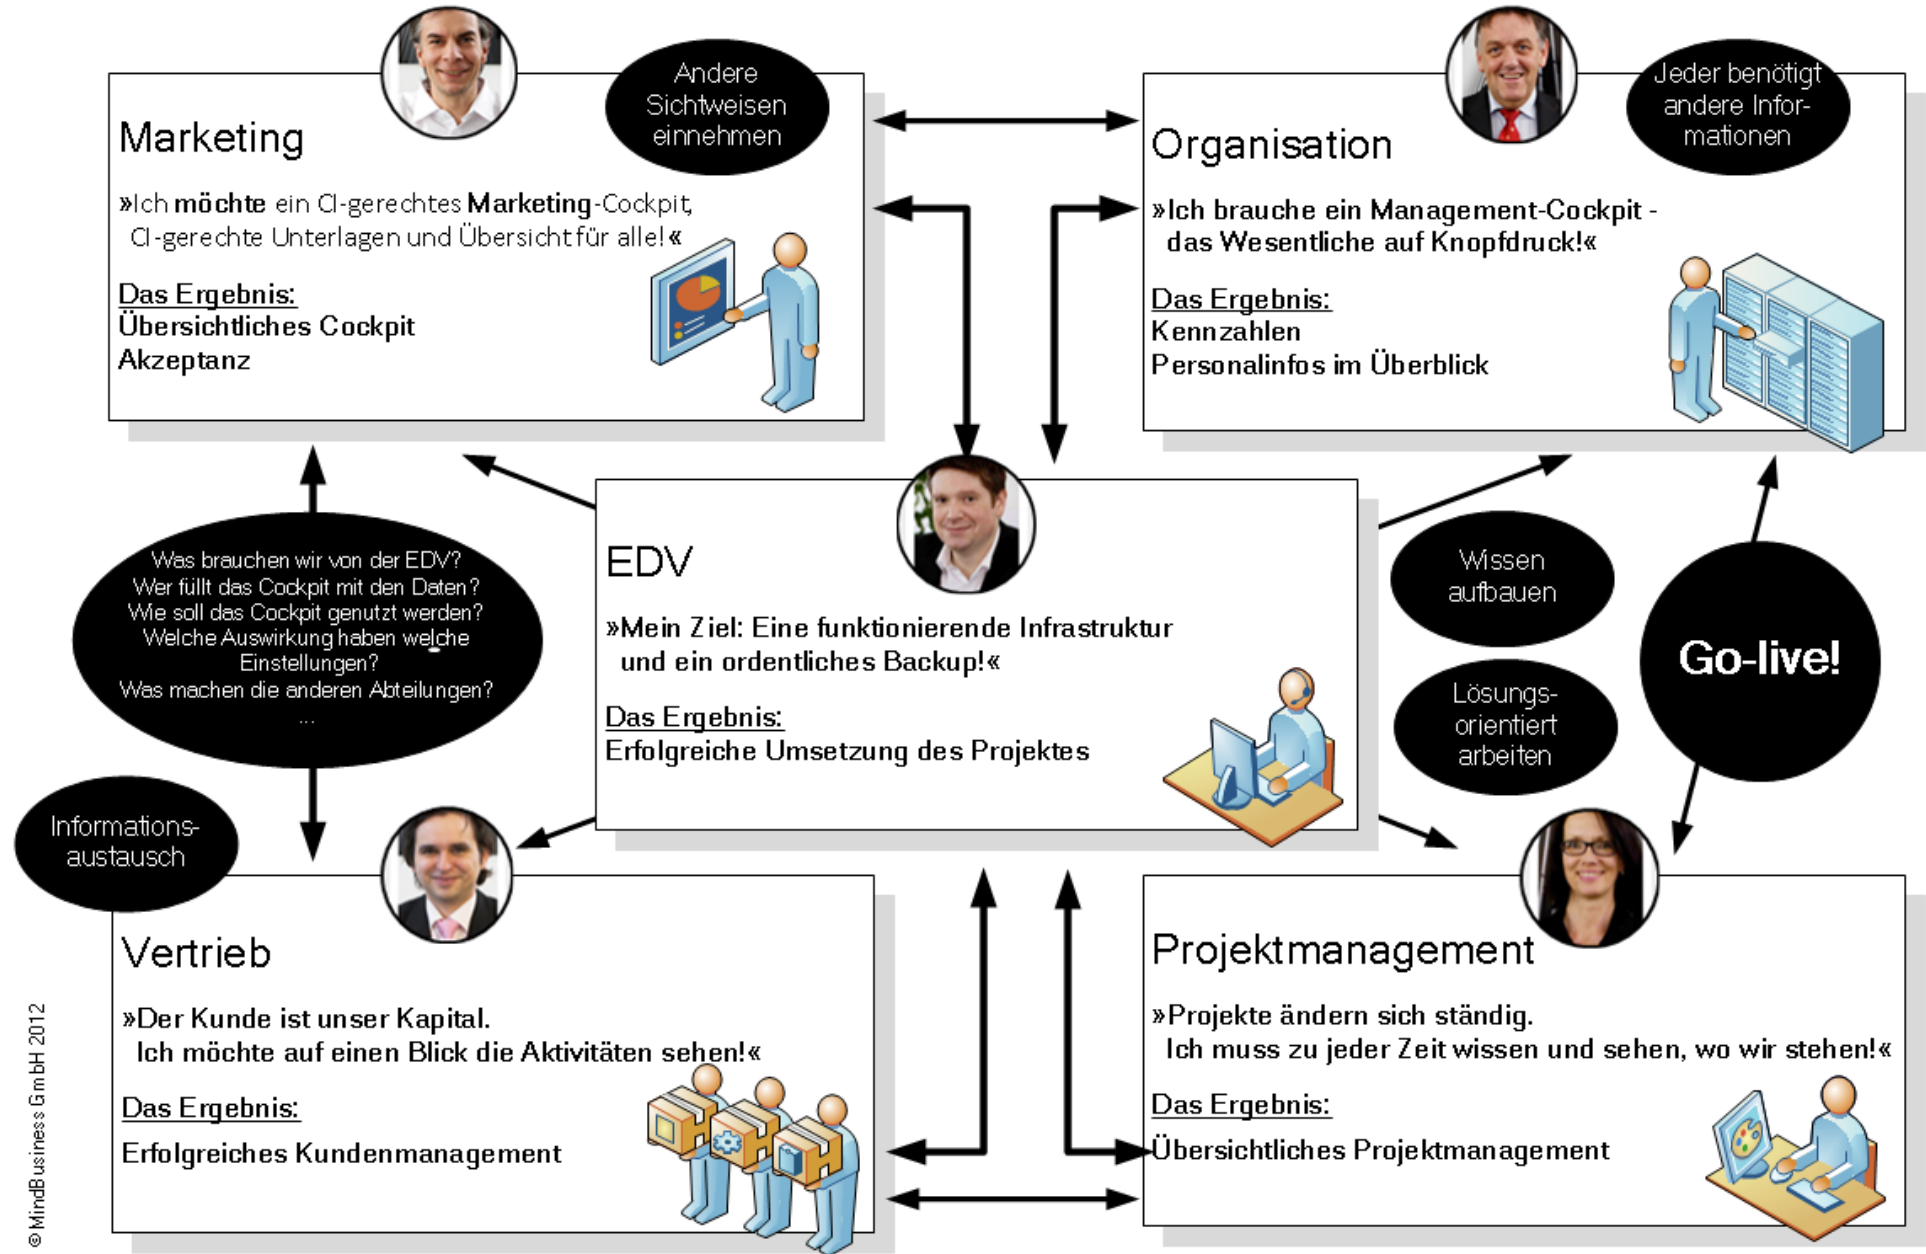 Andere
Sichtweisen
einnehmen
Marketing
»Ich möchte ein CI-gerechtes Marketing-Cockpit,
CI-gerechte Unterlagen und Übersicht für alle!«
Das Ergebnis:
Übersichtliches Cockpit
Akzeptanz
Jeder benötigt
andere Infor-
mationen
Organisation
»Ich brauche ein Management-Cockpit -
das Wesentliche auf Knopfdruck!«
Das Ergebnis:
Kennzahlen
Personalinfos im Überblick
Was brauchen wir von der EDV?
Wer füllt das Cockpit mit den Daten?
Wie soll das Cockpit genutzt werden?
Welche Auswirkung haben welche
Einstellungen?
Was machen die anderen Abteilungen?
...
EDV
»Mein Ziel: Eine funktionierende Infrastruktur
und ein ordentliches Backup!«
Das Ergebnis:
Erfolgreiche Umsetzung des Projektes
Wissen
aufbauen
Lösungs-
orientiert
arbeiten
Go-live!
Informations-
austausch
Vertrieb
»Der Kunde ist unser Kapital.
Ich möchte auf einen Blick die Aktivitäten sehen!«
Das Ergebnis:
Erfolgreiches Kundenmanagement
Projektmanagement
»Projekte ändern sich ständig.
Ich muss zu jeder Zeit wissen und sehen, wo wir stehen!«
Das Ergebnis:
Übersichtliches Projektmanagement
© MindBusiness GmbH 2012